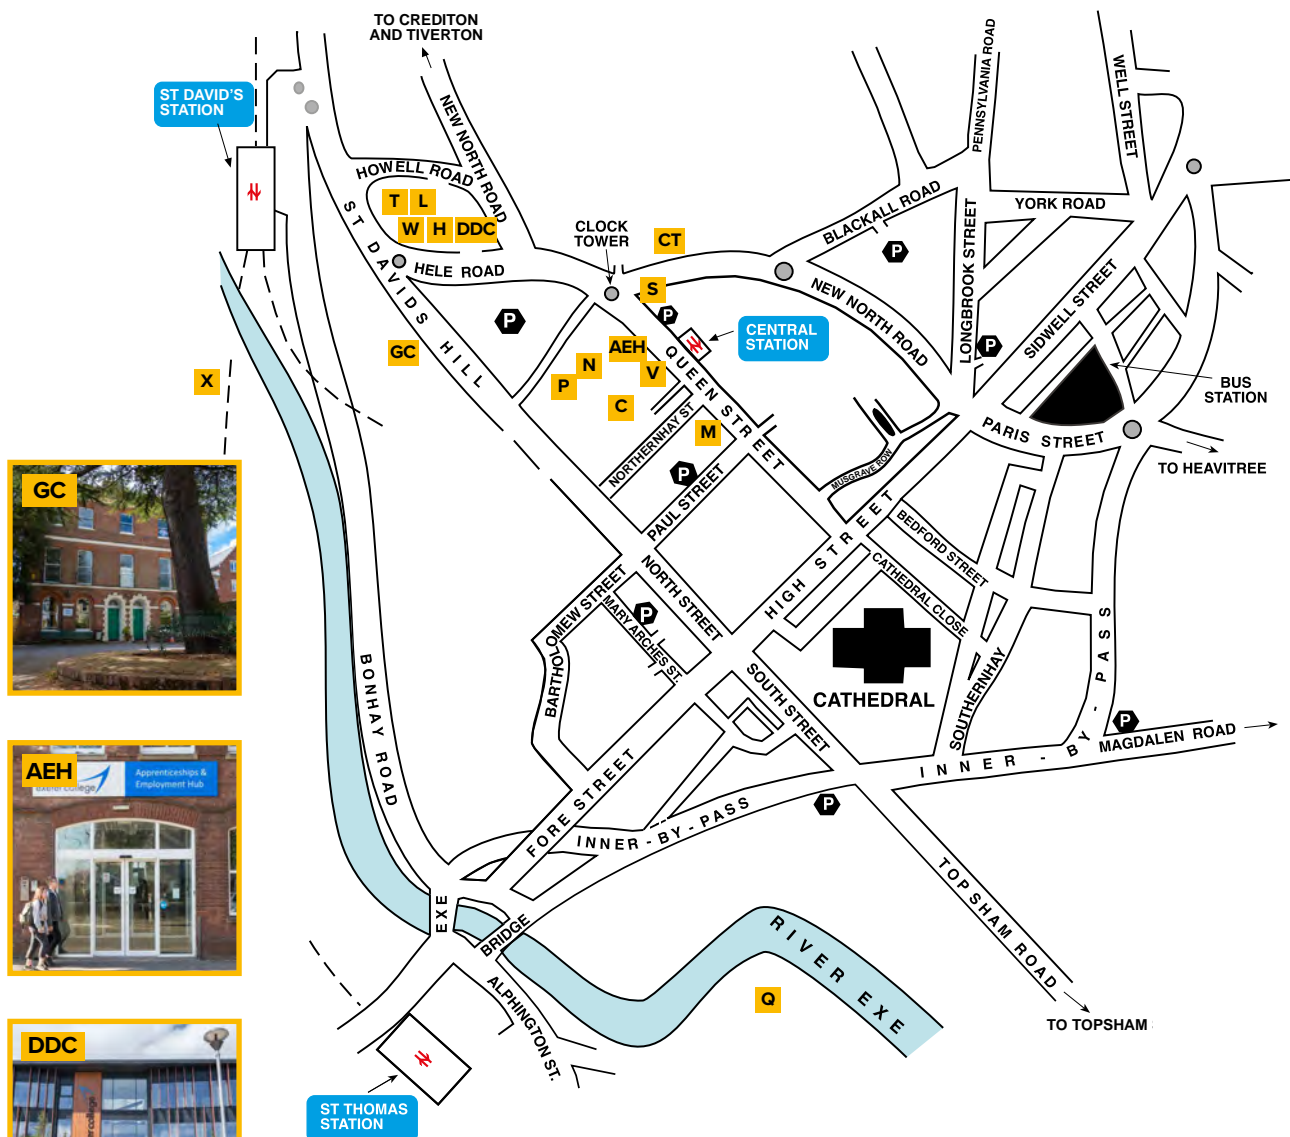 TO CREDITON
AND TIVERTON
ST DAVID'S
STATION
NEW NORTH ROAD
HOWELL ROAD
T
L
W
H
DDC
ST DAVIDS HILL
HELE ROAD
CLOCK
TOWER
CT
S
P
CENTRAL
STATION
BLACKALL ROAD
P
PENNSYLVANIA ROAD
WELL STREET
YORK ROAD
LONGBROOK STREET
NEW NORTH ROAD
SIDWELL STREET
P
BUS
STATION
PARIS STREET
TO HEAVITREE
P
GC
X
AEH
N
V
P
C
M
QUEEN STREET
NORTHERNHAY ST
P
PAUL STREET
MUSGRAVE ROW
HIGH STREET
BEDFORD STREET
CATHEDRAL CLOSE
CATHEDRAL
NORTH STREET
BARTHOLOMEW STREET
P
MARY ARCHES ST.
SOUTH STREET
SOUTHERNHAY
INNER - BY - PASS
P
MAGDALEN ROAD
BONHAY ROAD
FORE STREET
INNER - BY - PASS
P
EXE
BRIDGE
TOPSHAM ROAD
TO TOPSHAM
RIVER EXE
Q
ALPHINGTON ST.
ST THOMAS
STATION
GC
AEH
exeter college
Apprenticeships &
Employment Hub
DDC